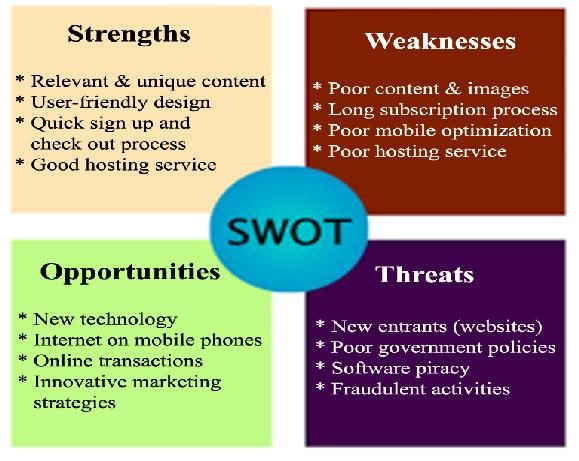 Strengths
* Relevant & unique content
* User-friendly design
* Quick sign up and
check out process
* Good hosting service
Weaknesses
* Poor content & images
* Long subscription process
* Poor mobile optimization
* Poor hosting service
SWOT
Opportunities
* New technology
* Internet on mobile phones
* Online transactions
* Innovative marketing
strategies
Threats
* New entrants (websites)
* Poor government policies
* Software piracy
* Fraudulent activities